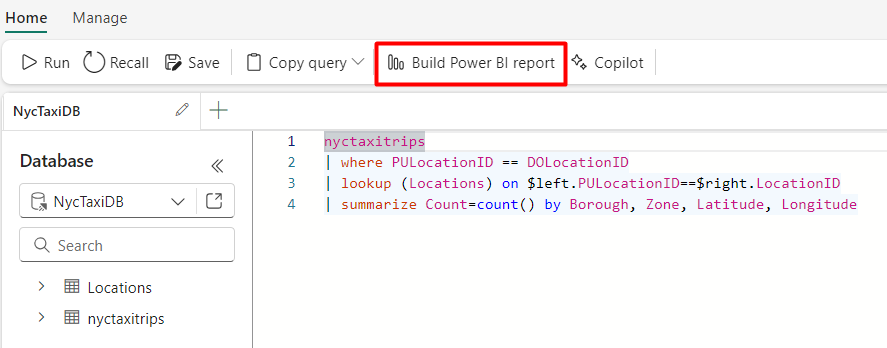 Home Manage
Run Recall Save Copy query Build Power BI report Copilot
NycTaxiDB
Database
NycTaxiDB
Search
Locations
nyctaxitrips
1 nyctaxitrips
2 | where PULocationID == DOLocationID
3 | lookup (Locations) on $left.PULocationID==$right.LocationID
4 | summarize Count=count() by Borough, Zone, Latitude, Longitude